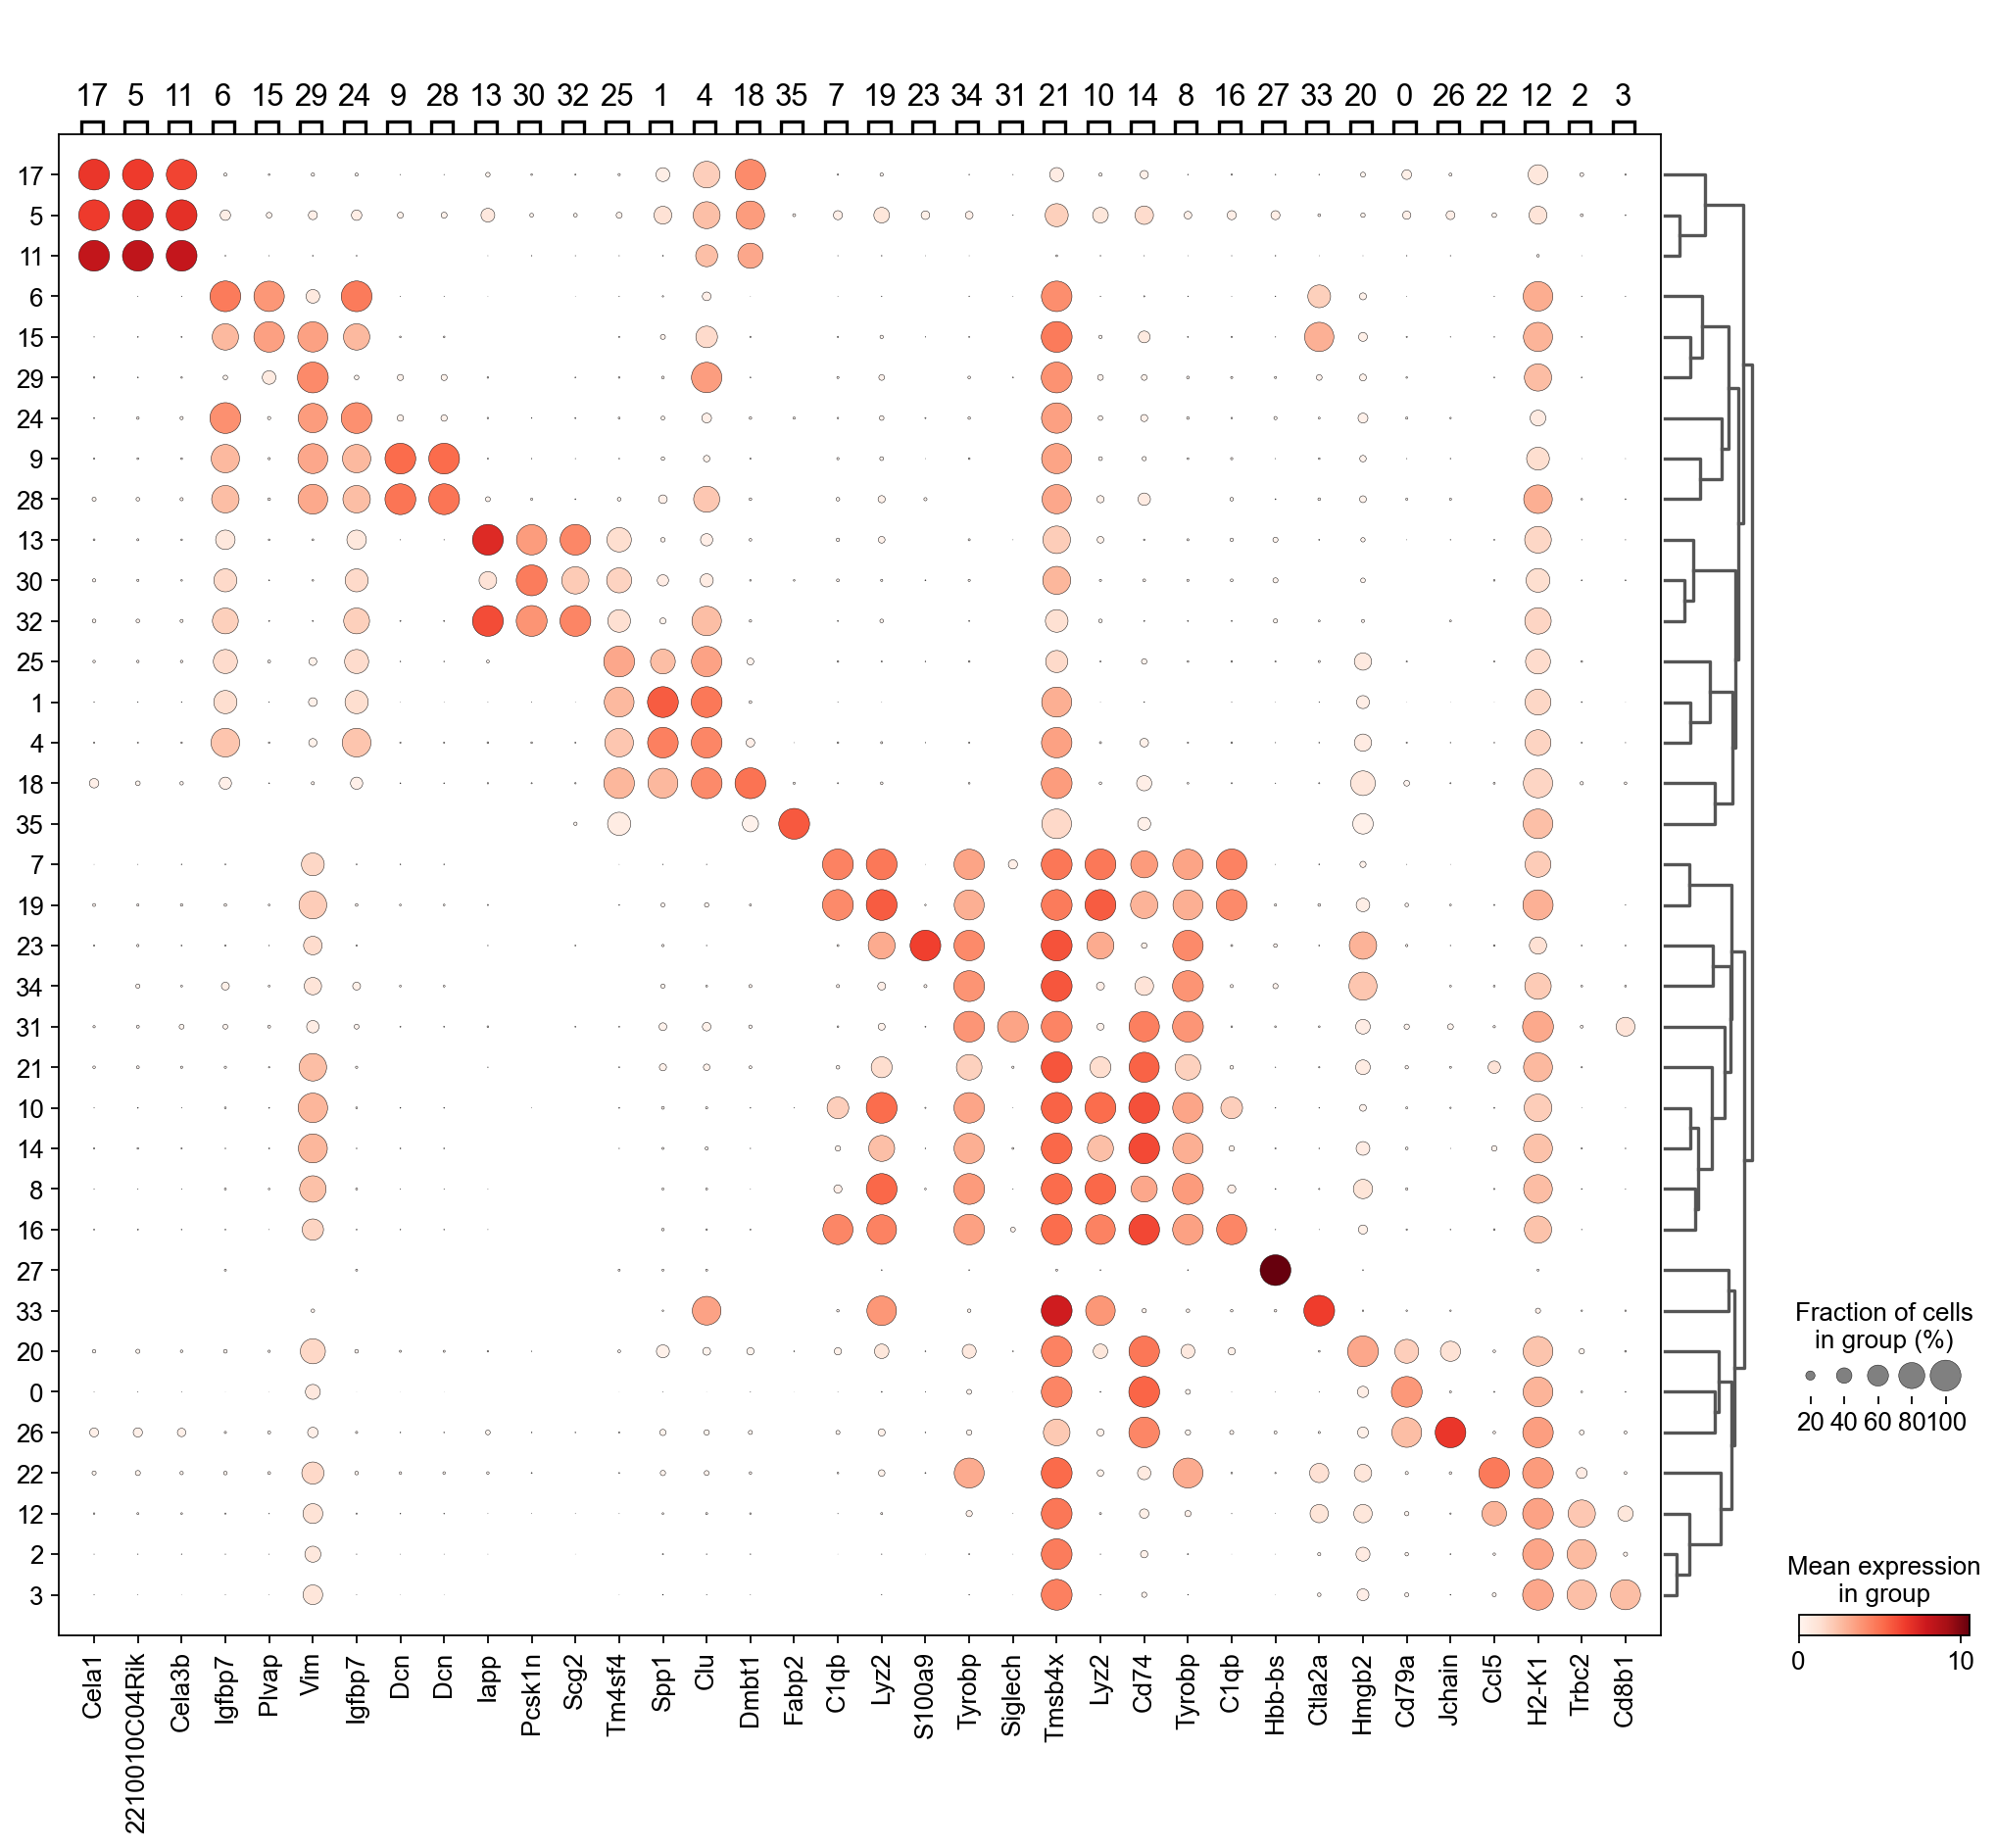 17 5 11 6 15 29 24 9 28 13 30 32 25 1 4 18 35 7 19 23 34 31 21 10 14 8 16 27 33 20 0 26 22 12 2 3
17
5
11
6
15
29
24
9
28
13
30
32
25
1
4
18
35
7
19
23
34
31
21
10
14
8
16
27
33
20
0
26
22
12
2
3
Cela1
2210010C04Rik
Cela3b
Igfbp7
Plvap
Vim
Igfbp7
Dcn
Dcn
Iapp
Pcsk1n
Scg2
Tm4sf4
Spp1
Clu
Dmbt1
Fabp2
C1qb
Lyz2
S100a9
Tyrobp
Siglech
Tmsb4x
Lyz2
Cd74
Tyrobp
C1qb
Hbb-bs
Ctla2a
Hmgb2
Cd79a
Jchain
Ccl5
H2-K1
Trbc2
Cd8b1
Fraction of cells
in group (%)
20 40 60 80 100
Mean expression
in group
0 10